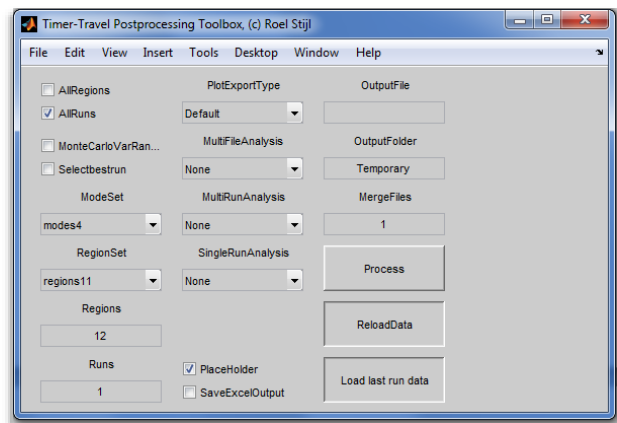 Timer-Travel Postprocessing Toolbox, (c) Roel Stijl
File Edit View Insert Tools Desktop Window Help
AllRegions
AllRuns
MonteCarloVarRan...
Selectbestrun
ModeSet
modes4
RegionSet
regions11
Regions
12
Runs
1
PlotExportType
Default
MultiFileAnalysis
None
MultiRunAnalysis
None
SingleRunAnalysis
None
PlaceHolder
SaveExcelOutput
OutputFile
OutputFolder
Temporary
MergeFiles
1
Process
ReloadData
Load last run data